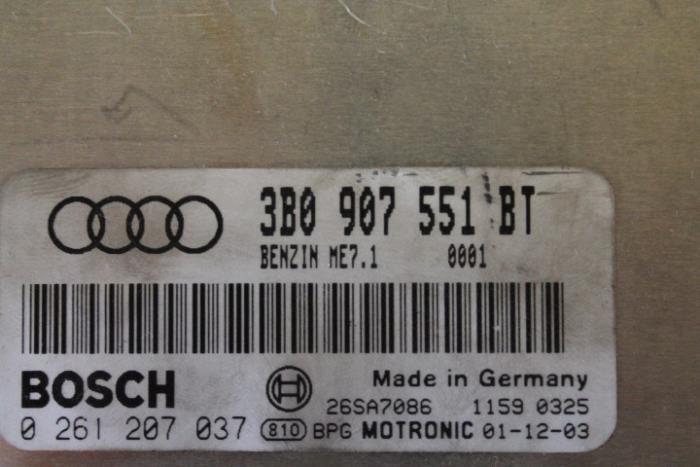 3B0 907 551 BT
BENZIN ME7.1 0001
BOSCH
Made in Germany
26SA7086 1159 0325
0 261 207 037 810 BPG MOTRONIC 01-12-03